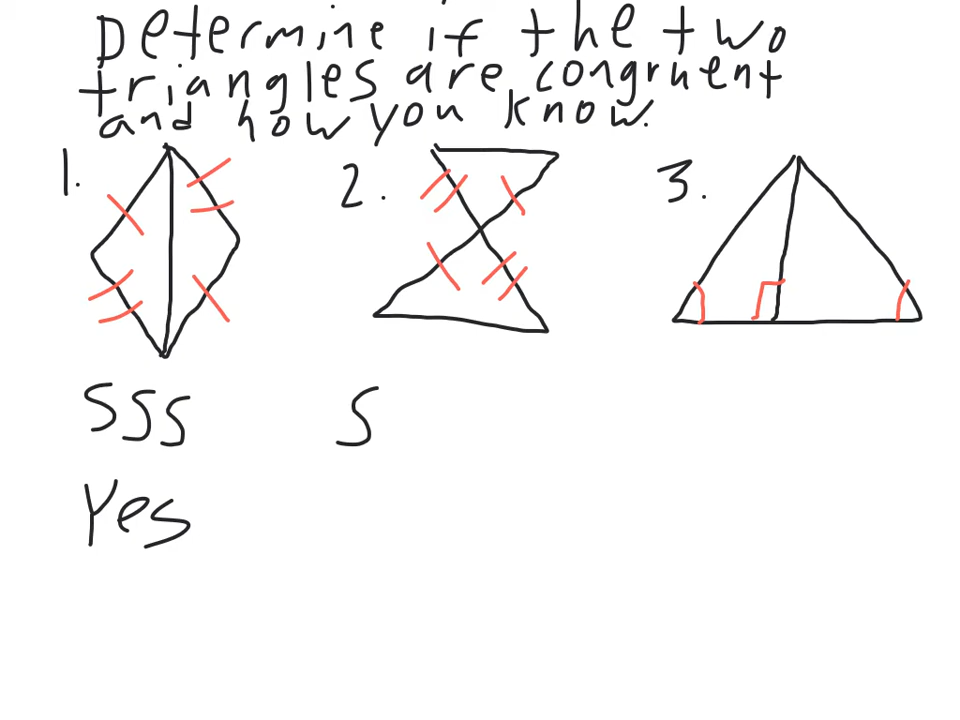 Determine if the two
triangles are congruent
and how you know.
1. 2. 3.
SSS S
Yes